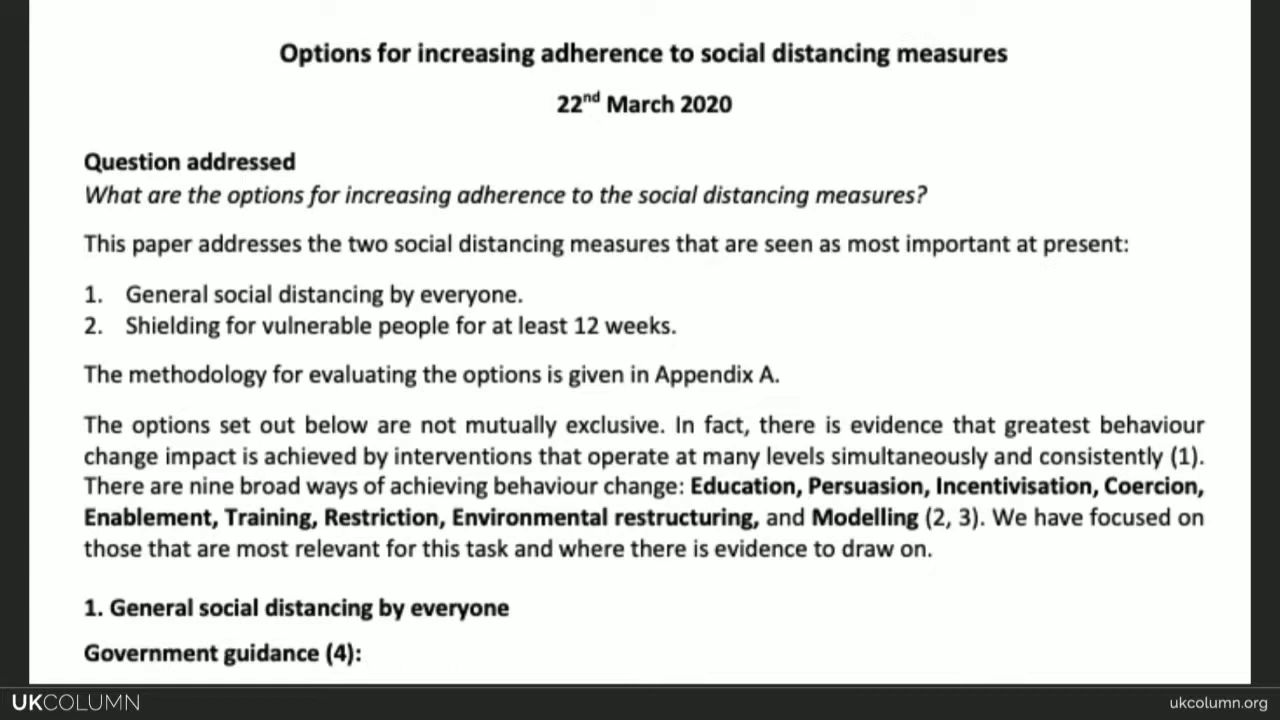 Options for increasing adherence to social distancing measures
22nd March 2020
Question addressed
What are the options for increasing adherence to the social distancing measures?
This paper addresses the two social distancing measures that are seen as most important at present:
1. General social distancing by everyone.
2. Shielding for vulnerable people for at least 12 weeks.
The methodology for evaluating the options is given in Appendix A.
The options set out below are not mutually exclusive. In fact, there is evidence that greatest behaviour
change impact is achieved by interventions that operate at many levels simultaneously and consistently (1).
There are nine broad ways of achieving behaviour change: Education, Persuasion, Incentivisation, Coercion,
Enablement, Training, Restriction, Environmental restructuring, and Modelling (2, 3). We have focused on
those that are most relevant for this task and where there is evidence to draw on.
1. General social distancing by everyone
Government guidance (4):
UKCOLUMN
ukcolumn.org